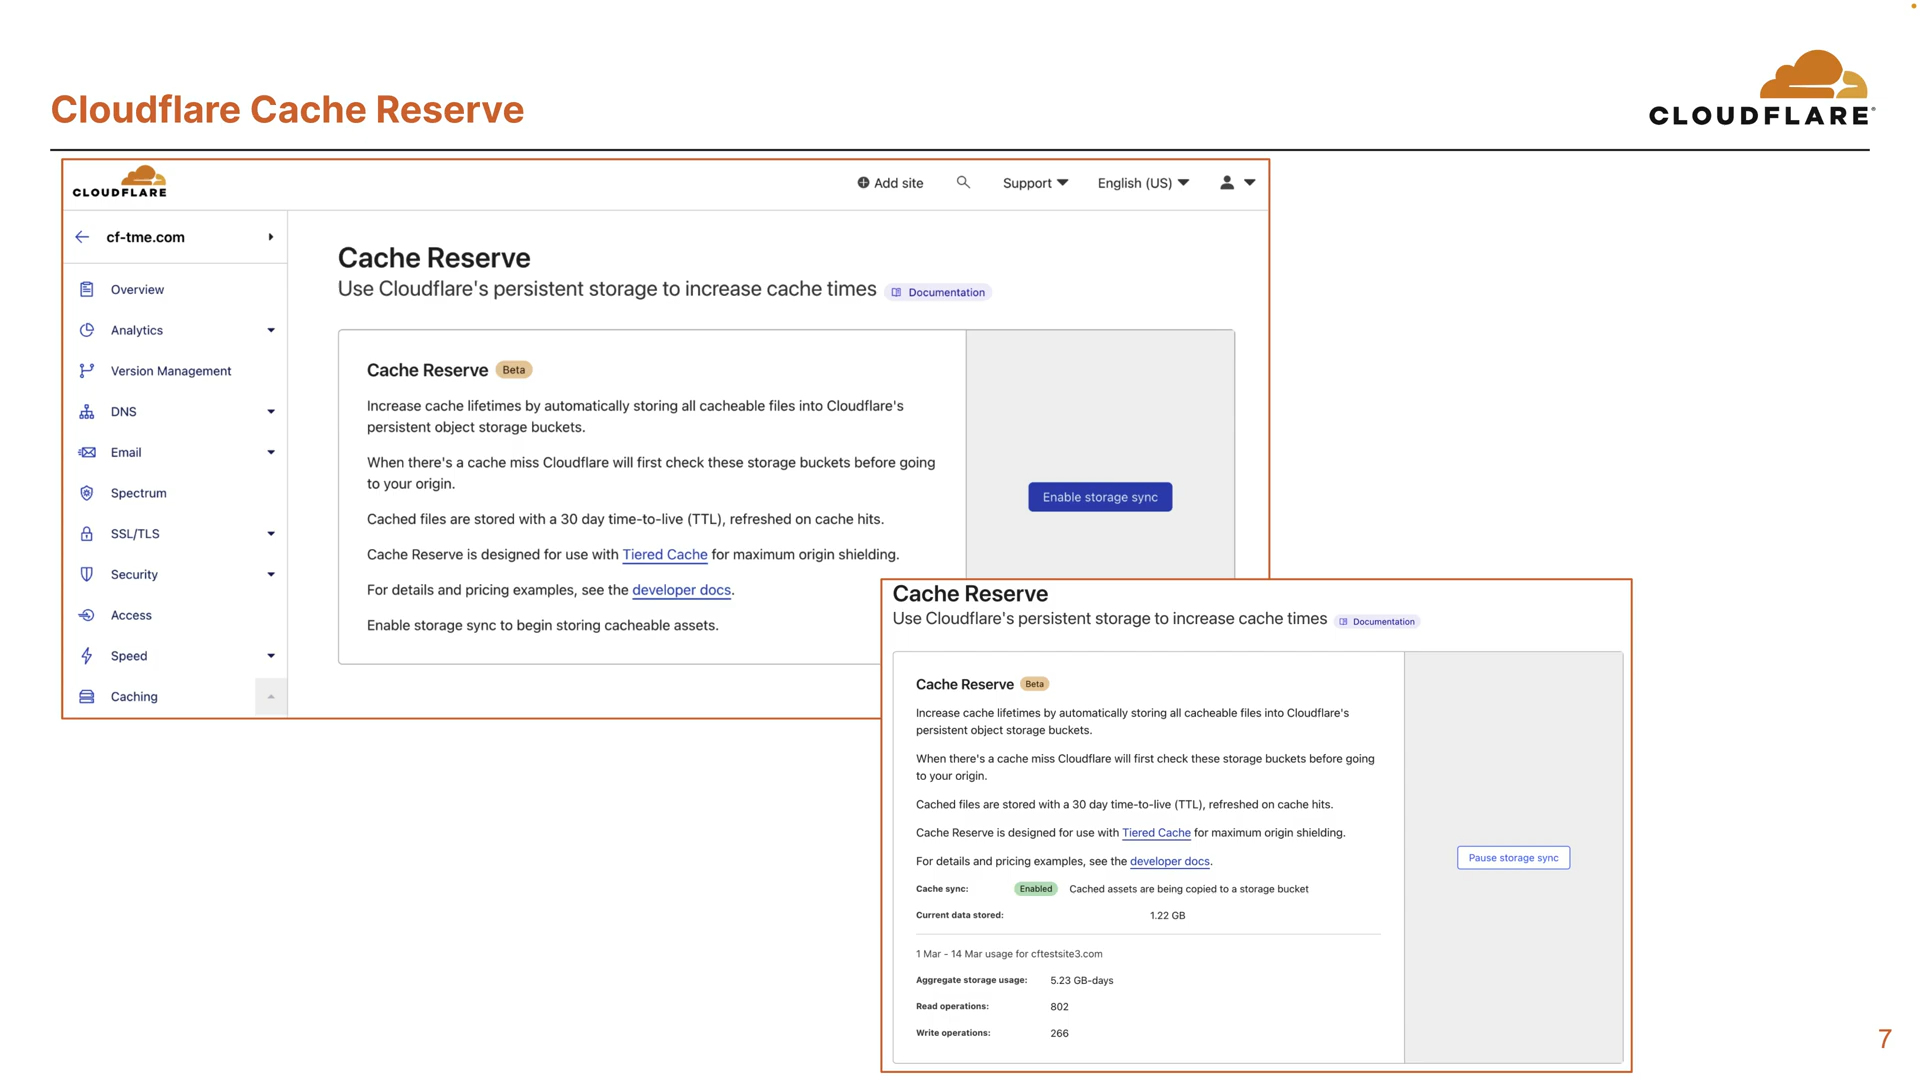 Cloudflare Cache Reserve
CLOUDFLARE
CLOUDFLARE
Add site
Support
English (US)
cf-tme.com
Overview
Analytics
Version Management
DNS
Email
Spectrum
SSL/TLS
Security
Access
Speed
Caching
Cache Reserve
Use Cloudflare's persistent storage to increase cache times
Documentation
Cache Reserve Beta
Increase cache lifetimes by automatically storing all cacheable files into Cloudflare's
persistent object storage buckets.
When there's a cache miss Cloudflare will first check these storage buckets before going
to your origin.
Cached files are stored with a 30 day time-to-live (TTL), refreshed on cache hits.
Cache Reserve is designed for use with Tiered Cache for maximum origin shielding.
For details and pricing examples, see the developer docs.
Enable storage sync to begin storing cacheable assets.
Enable storage sync
Cache Reserve
Use Cloudflare's persistent storage to increase cache times
Documentation
Cache Reserve Beta
Increase cache lifetimes by automatically storing all cacheable files into Cloudflare's
persistent object storage buckets.
When there's a cache miss Cloudflare will first check these storage buckets before going
to your origin.
Cached files are stored with a 30 day time-to-live (TTL), refreshed on cache hits.
Cache Reserve is designed for use with Tiered Cache for maximum origin shielding.
For details and pricing examples, see the developer docs.
Cache sync: Enabled Cached assets are being copied to a storage bucket
Current data stored: 1.22 GB
1 Mar - 14 Mar usage for cftestsite3.com
Aggregate storage usage: 5.23 GB-days
Read operations: 802
Write operations: 266
Pause storage sync
7